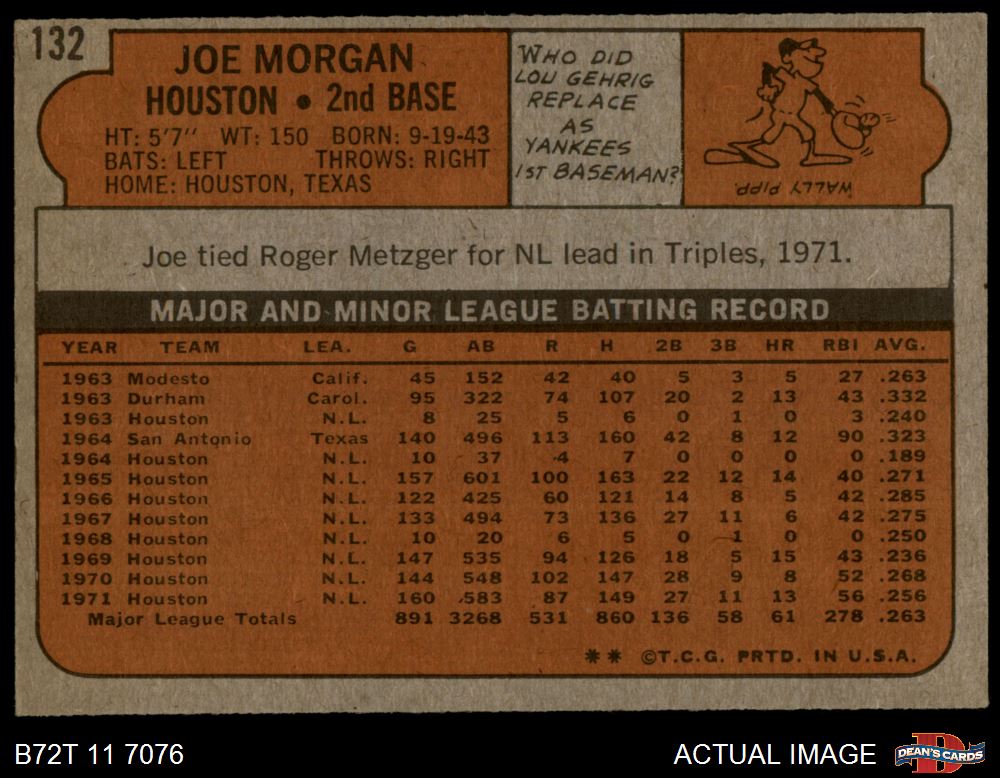 132
JOE MORGAN
HOUSTON • 2nd BASE
HT: 5'7" WT: 150 BORN: 9-19-43
BATS: LEFT THROWS: RIGHT
HOME: HOUSTON, TEXAS
WHO DID
LOU GEHRIG
REPLACE
AS
YANKEES
1ST BASEMAN?
WALLY PIPP
Joe tied Roger Metzger for NL lead in Triples, 1971.
MAJOR AND MINOR LEAGUE BATTING RECORD
YEAR TEAM LEA. G AB R H 2B 3B HR RBI AVG.
1963 Modesto Calif. 45 152 42 40 5 3 5 27 .263
1963 Durham Carol. 95 322 74 107 20 2 13 43 .332
1963 Houston N.L. 8 25 5 6 0 1 0 3 .240
1964 San Antonio Texas 140 496 113 160 42 8 12 90 .323
1964 Houston N.L. 10 37 4 7 0 0 0 0 .189
1965 Houston N.L. 157 601 100 163 22 12 14 40 .271
1966 Houston N.L. 122 425 60 121 14 8 5 42 .285
1967 Houston N.L. 133 494 73 136 27 11 6 42 .275
1968 Houston N.L. 10 20 6 5 0 1 0 0 .250
1969 Houston N.L. 147 535 94 126 18 5 15 43 .236
1970 Houston N.L. 144 548 102 147 28 9 8 52 .268
1971 Houston N.L. 160 583 87 149 27 11 13 56 .256
Major League Totals 891 3268 531 860 136 58 61 278 .263
** ©T.C.G. PRTD. IN U.S.A.
B72T 11 7076
ACTUAL IMAGE
D
DEAN'S CARDS